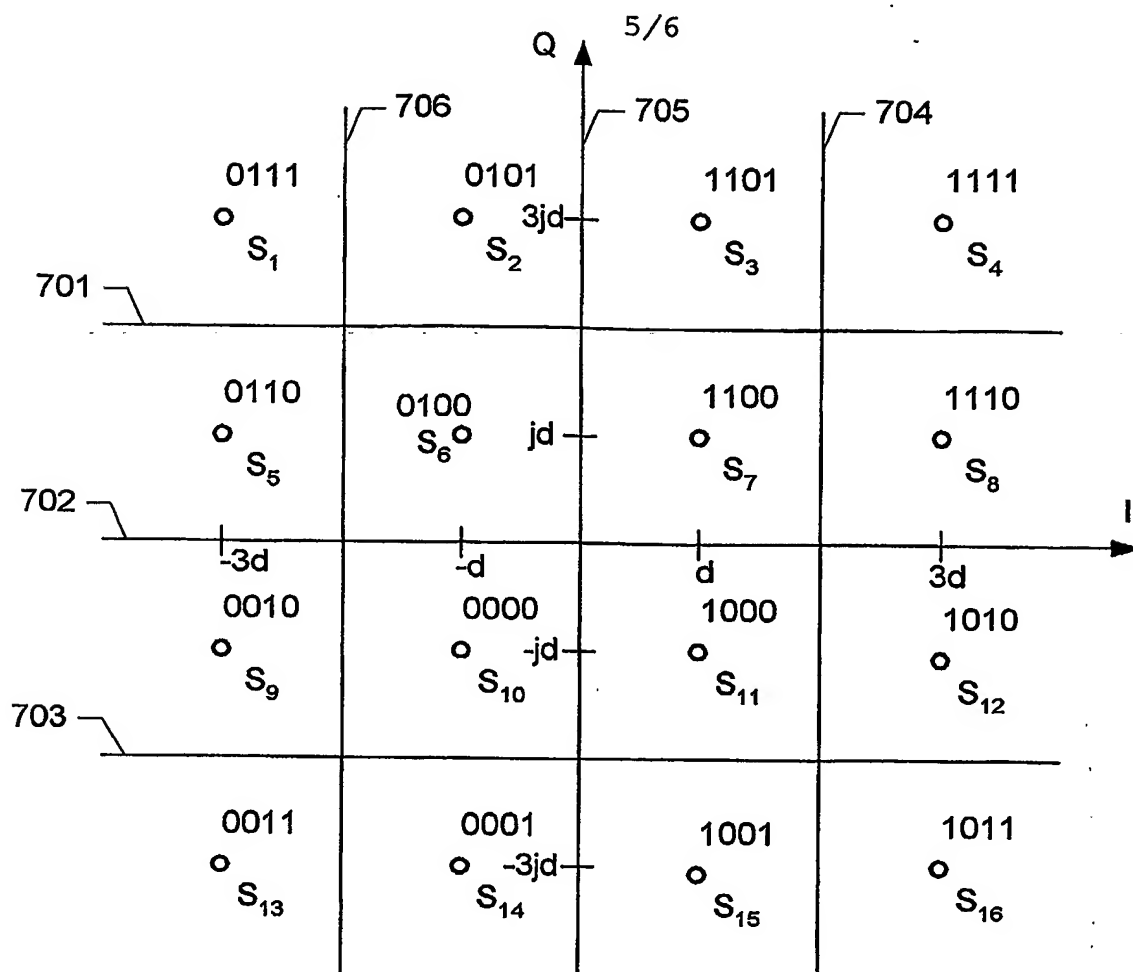 5/6
Q
706 705 704
0111 0101 1101 1111
3jd
S₁ S₂ S₃ S₄
701
0110 0100 1100 1110
jd
S₅ S₆ S₇ S₈
702
I
-3d -d d 3d
0010 0000 1000 1010
-jd
S₉ S₁₀ S₁₁ S₁₂
703
0011 0001 1001 1011
-3jd
S₁₃ S₁₄ S₁₅ S₁₆